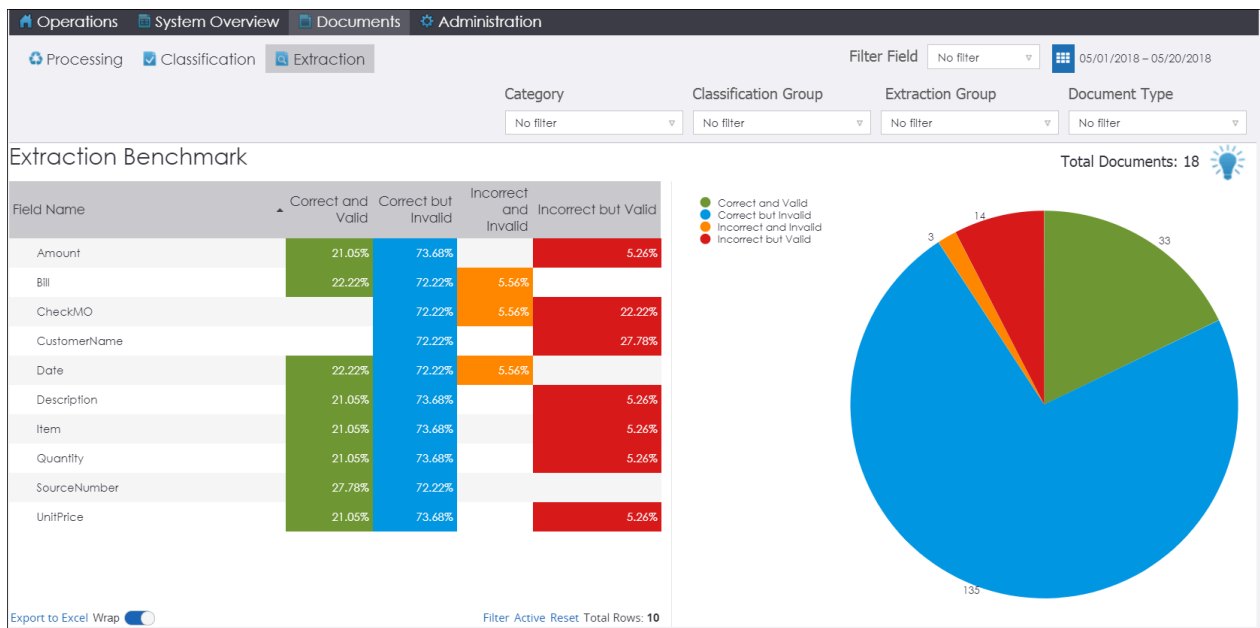 Operations System Overview Documents Administration
Processing Classification Extraction Filter Field No filter 05/01/2018 – 05/20/2018
Category Classification Group Extraction Group Document Type
No filter No filter No filter No filter
Extraction Benchmark
Total Documents: 18
Field Name Correct and Valid Correct but Invalid Incorrect and Invalid Incorrect but Valid
Amount 21.05% 73.68% 5.26%
Bill 22.22% 72.22% 5.56%
CheckMO 72.22% 5.56% 22.22%
CustomerName 72.22% 27.78%
Date 22.22% 72.22% 5.56%
Description 21.05% 73.68% 5.26%
Item 21.05% 73.68% 5.26%
Quantity 21.05% 73.68% 5.26%
SourceNumber 27.78% 72.22%
UnitPrice 21.05% 73.68% 5.26%
Export to Excel Wrap Filter Active Reset Total Rows: 10
Correct and Valid
Correct but Invalid
Incorrect and Invalid
Incorrect but Valid
14
3
33
135